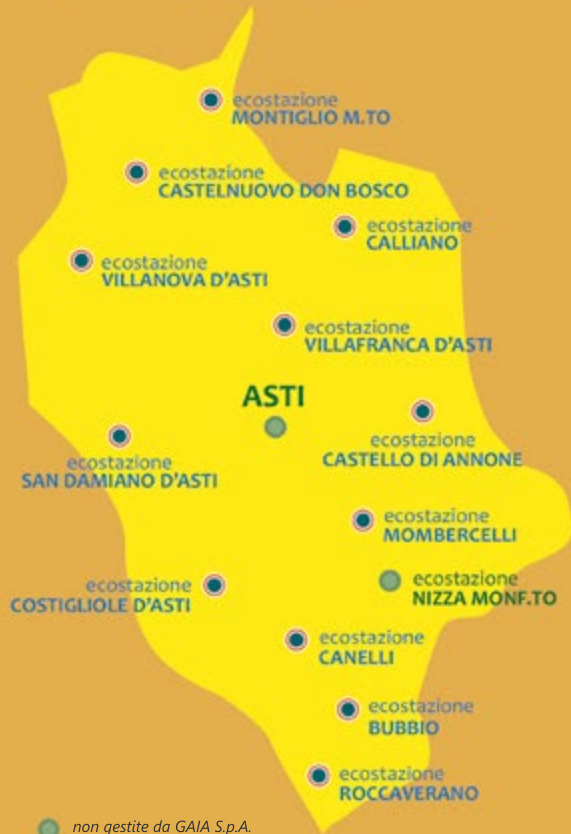 ecostazione
MONTIGLIO M.TO
ecostazione
CASTELNUOVO DON BOSCO
ecostazione
CALLIANO
ecostazione
VILLANOVA D'ASTI
ecostazione
VILLAFRANCA D'ASTI
ASTI
ecostazione
CASTELLO DI ANNONE
ecostazione
SAN DAMIANO D'ASTI
ecostazione
MOMBERCELLI
ecostazione
NIZZA MONF.TO
ecostazione
COSTIGLIOLE D'ASTI
ecostazione
CANELLI
ecostazione
BUBBIO
ecostazione
ROCCAVERANO
non gestite da GAIA S.p.A.